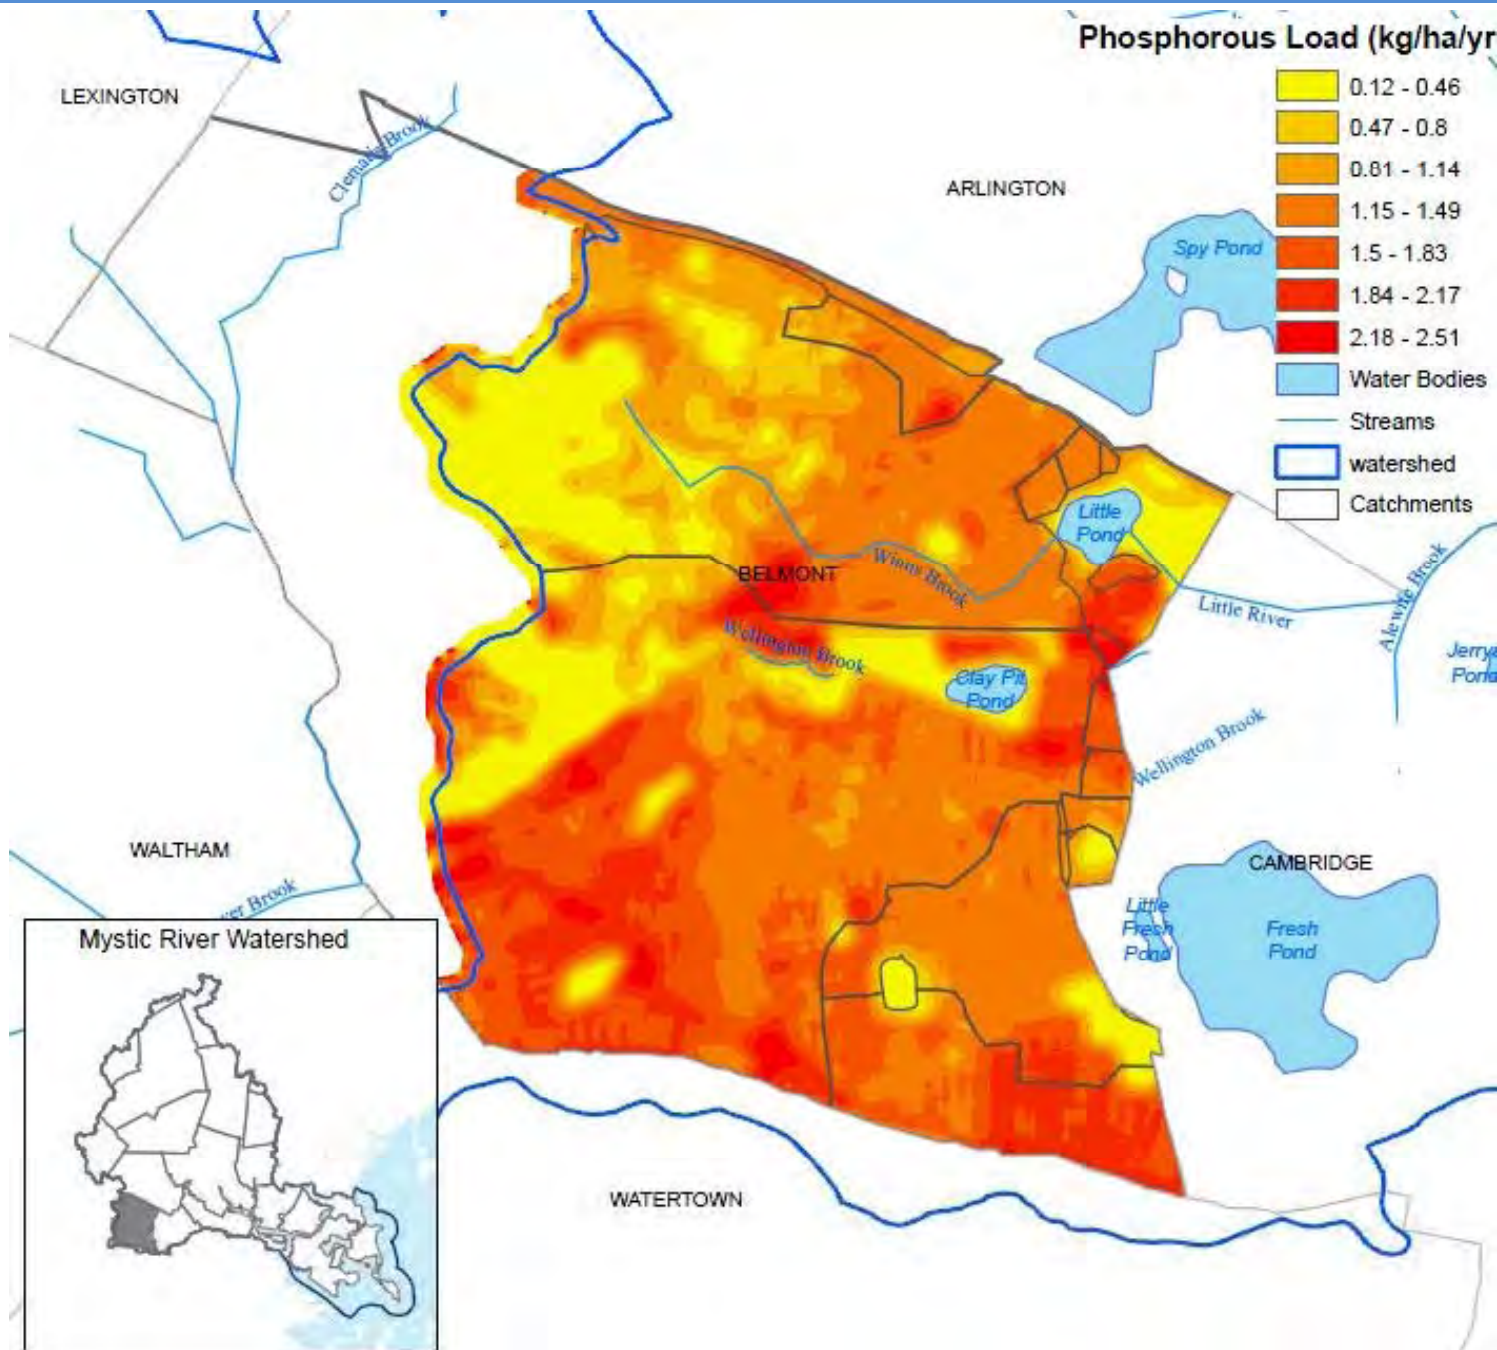 Phosphorous Load (kg/ha/yr
0.12 - 0.46
0.47 - 0.8
0.81 - 1.14
1.15 - 1.49
1.5 - 1.83
1.84 - 2.17
2.18 - 2.51
Water Bodies
Streams
watershed
Catchments
LEXINGTON
Clematis Brook
ARLINGTON
Spy Pond
Little
Pond
BELMONT
Winns Brook
Little River
Alewife Brook
Wellington Brook
Clay Pit
Pond
Jerry
Pond
Wellington Brook
WALTHAM
CAMBRIDGE
Little
Fresh
Pond
Fresh
Pond
er Brook
Mystic River Watershed
WATERTOWN